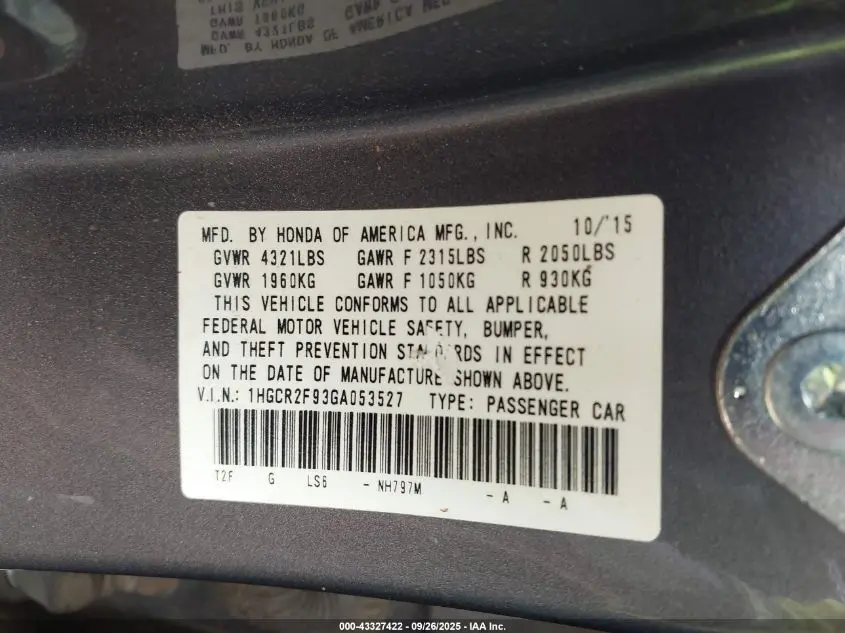 MFD. BY HONDA OF AMERICA MFG., INC. 10/'15
GVWR 4321LBS GAWR F 2315LBS R 2050LBS
GVWR 1960KG GAWR F 1050KG R 930KG
THIS VEHICLE CONFORMS TO ALL APPLICABLE
FEDERAL MOTOR VEHICLE SAFETY, BUMPER,
AND THEFT PREVENTION STANDARDS IN EFFECT
ON THE DATE OF MANUFACTURE SHOWN ABOVE.
V.I.N.: 1HGCR2F93GA053527 TYPE: PASSENGER CAR
T2F G LS6 - NH797M - A - A
000-43327422 - 09/26/2025 - IAA Inc.